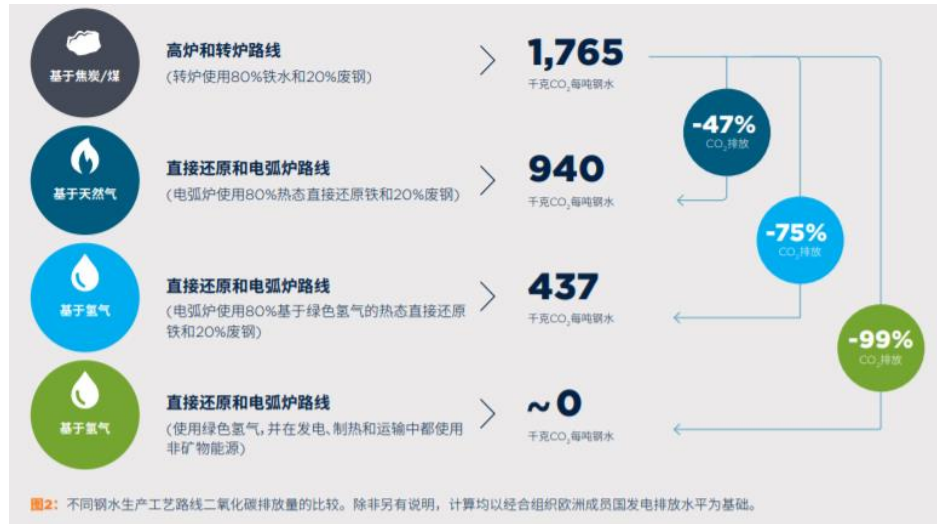 基于焦炭/煤
高炉和转炉路线
(转炉使用80%铁水和20%废钢)
1,765
千克CO₂每吨钢水
-47%
CO₂排放
基于天然气
直接还原和电弧炉路线
(电弧炉使用80%热态直接还原铁和20%废钢)
940
千克CO₂每吨钢水
-75%
CO₂排放
基于氢气
直接还原和电弧炉路线
(电弧炉使用80%基于绿色氢气的热态直接还原
铁和20%废钢)
437
千克CO₂每吨钢水
-99%
CO₂排放
基于氢气
直接还原和电弧炉路线
(使用绿色氢气,并在发电、制热和运输中都使用
非矿物能源)
~0
千克CO₂每吨钢水
图2:不同钢水生产工艺路线二氧化碳排放量的比较。除非另有说明，计算均以经合组织欧洲成员国发电排放水平为基础。